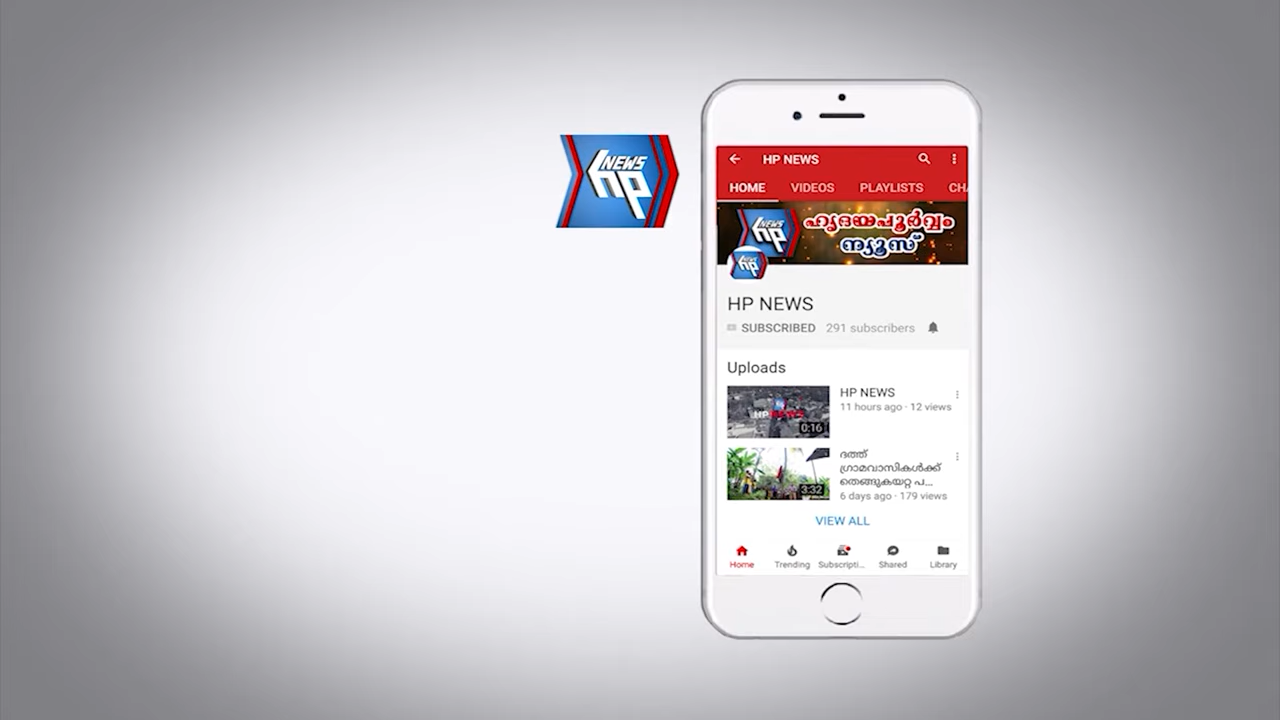 NEWS
hp
HP NEWS
HOME VIDEOS PLAYLISTS CHA
NEWS
hp
ഹൃദയപൂർവ്വം
ന്യൂസ്
NEWS
hp
HP NEWS
SUBSCRIBED 291 subscribers
Uploads
HP NEWS
11 hours ago · 12 views
HP NEWS
0:16
ദത്ത്
ഗ്രാമവാസികൾക്ക്
തെങ്ങുകയറ്റ പ...
6 days ago · 179 views
3:32
VIEW ALL
Home Trending Subscripti... Shared Library